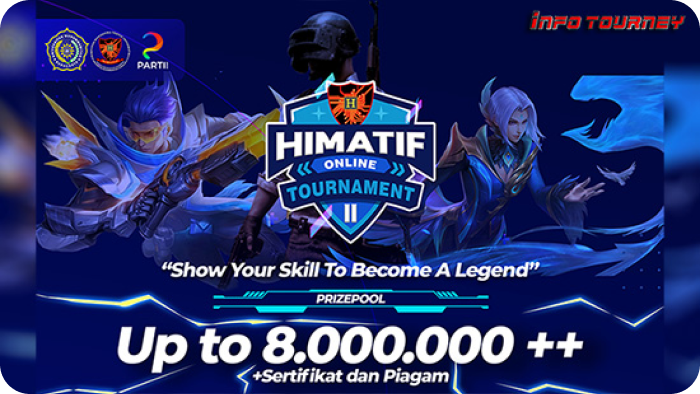 INFO TOURNEY
PARTII
H
HIMATIF
ONLINE
TOURNAMENT
II
“Show Your Skill To Become A Legend”
PRIZEPOOL
Up to 8.000.000 ++
+Sertifikat dan Piagam